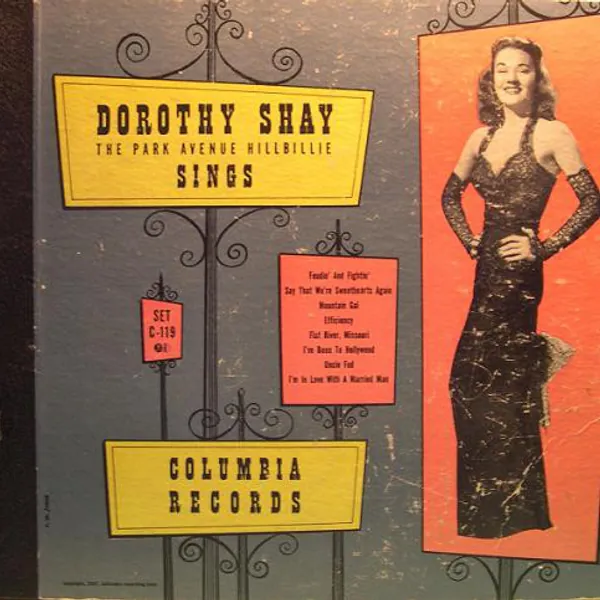 DOROTHY SHAY
THE PARK AVENUE HILLBILLIE
SINGS
Feudin' And Fightin'
Say That We're Sweethearts Again
Mountain Gal
Efficiency
Flat River, Missouri
I've Been To Hollywood
Uncle Fud
I'm In Love With A Married Man
SET
C-119
COLUMBIA
RECORDS